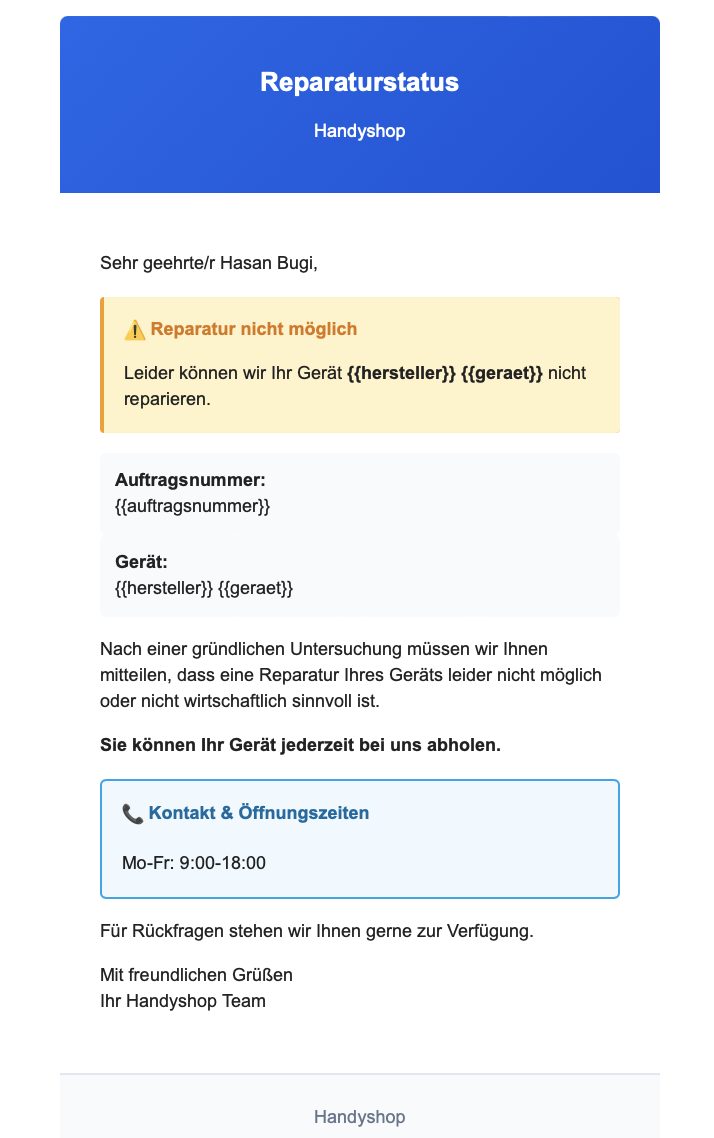 Reparaturstatus
Handyshop
Sehr geehrte/r Hasan Bugi,
⚠️ Reparatur nicht möglich
Leider können wir Ihr Gerät {{hersteller}} {{geraet}} nicht
reparieren.
Auftragsnummer:
{{auftragsnummer}}
Gerät:
{{hersteller}} {{geraet}}
Nach einer gründlichen Untersuchung müssen wir Ihnen
mitteilen, dass eine Reparatur Ihres Geräts leider nicht möglich
oder nicht wirtschaftlich sinnvoll ist.
Sie können Ihr Gerät jederzeit bei uns abholen.
📞 Kontakt & Öffnungszeiten
Mo-Fr: 9:00-18:00
Für Rückfragen stehen wir Ihnen gerne zur Verfügung.
Mit freundlichen Grüßen
Ihr Handyshop Team
Handyshop